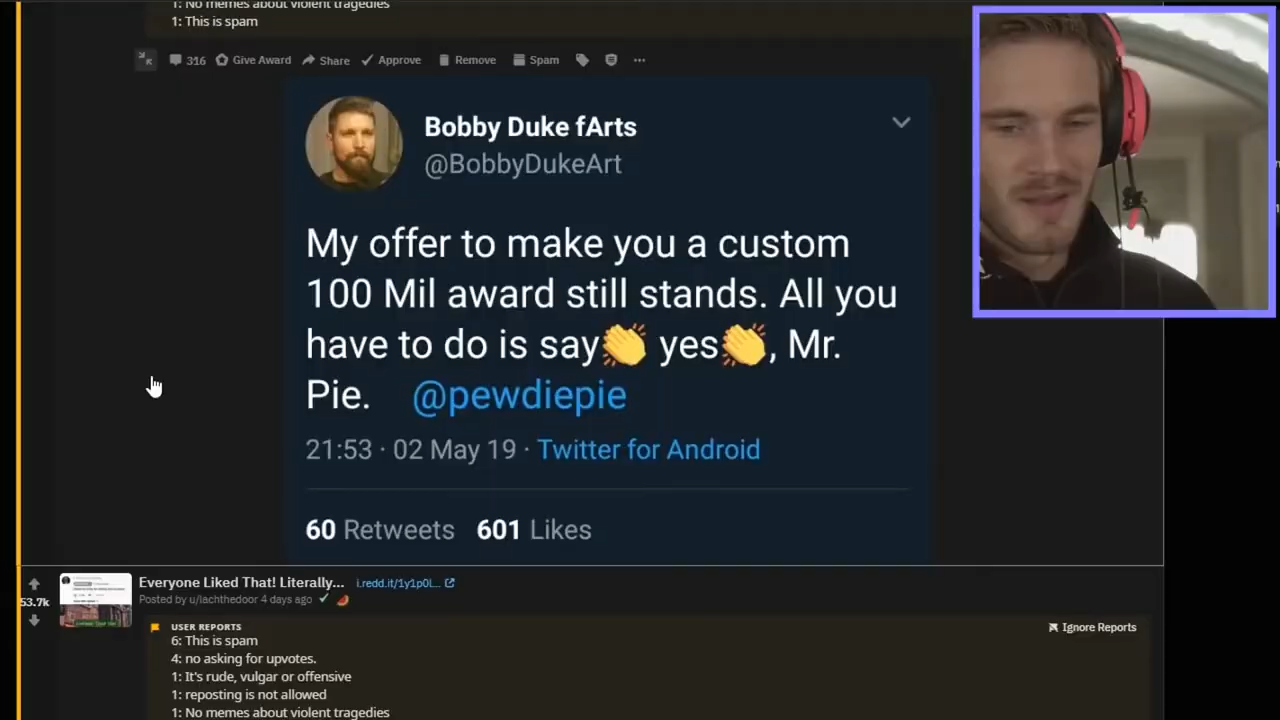 1: No memes about violent tragedies
1: This is spam
316 Give Award Share Approve Remove Spam
Bobby Duke fArts
@BobbyDukeArt
My offer to make you a custom
100 Mil award still stands. All you
have to do is say👏 yes👏, Mr.
Pie. @pewdiepie
21:53 · 02 May 19 · Twitter for Android
60 Retweets 601 Likes
Everyone Liked That! Literally... i.redd.it/1y1p0l...
53.7k
Posted by u/lachthedoor 4 days ago
USER REPORTS
Ignore Reports
6: This is spam
4: no asking for upvotes.
1: It's rude, vulgar or offensive
1: reposting is not allowed
1: No memes about violent tragedies